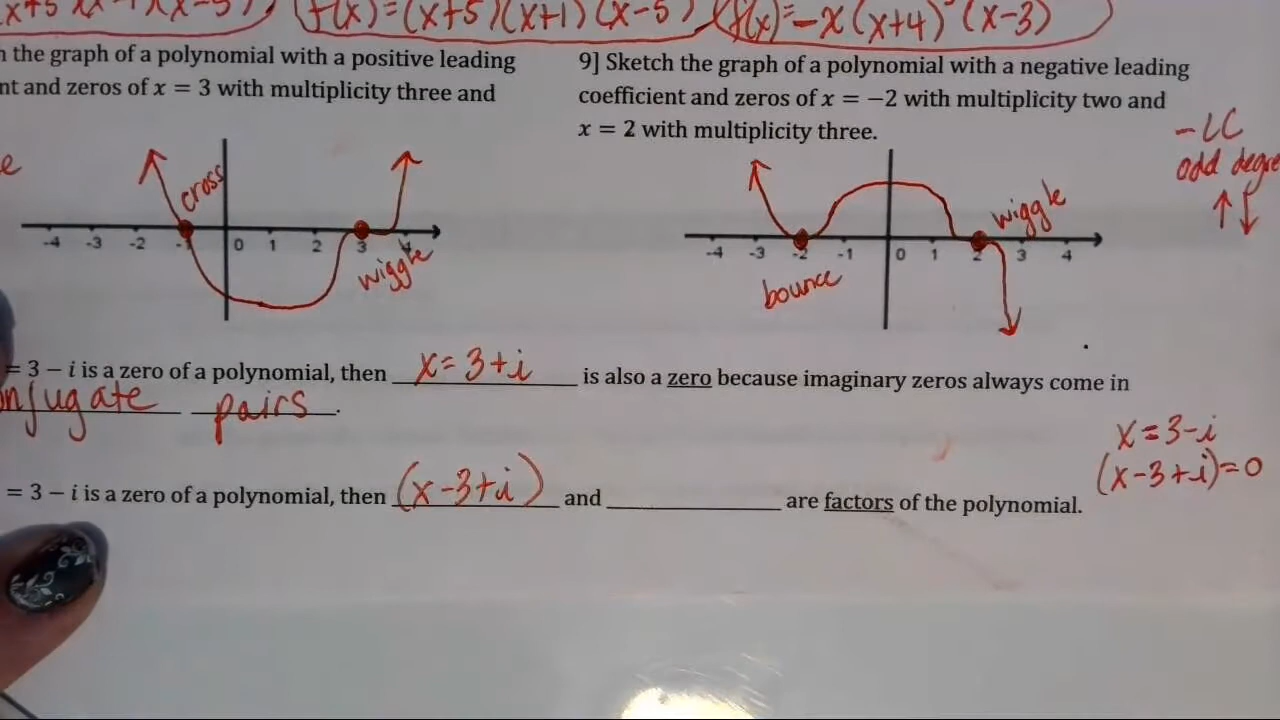 (x+5)(x-1)(x-5)
f(x)=(x+5)(x+1)(x-5)
f(x)=-x(x+4) (x-3)
h the graph of a polynomial with a positive leading
nt and zeros of x = 3 with multiplicity three and
9] Sketch the graph of a polynomial with a negative leading
coefficient and zeros of x = −2 with multiplicity two and
x = 2 with multiplicity three.
-LC
odd degre
e
cross
-4 -3 -2 -1 0 1 2 3 4
wiggle
wiggle
-4 -3 -2 -1 0 1 2 3 4
bounce
= 3 − i is a zero of a polynomial, then x=3+i is also a zero because imaginary zeros always come in
onjugate pairs.
x=3-i
(x-3+i)=0
= 3 − i is a zero of a polynomial, then (x-3+i) and ____________ are factors of the polynomial.